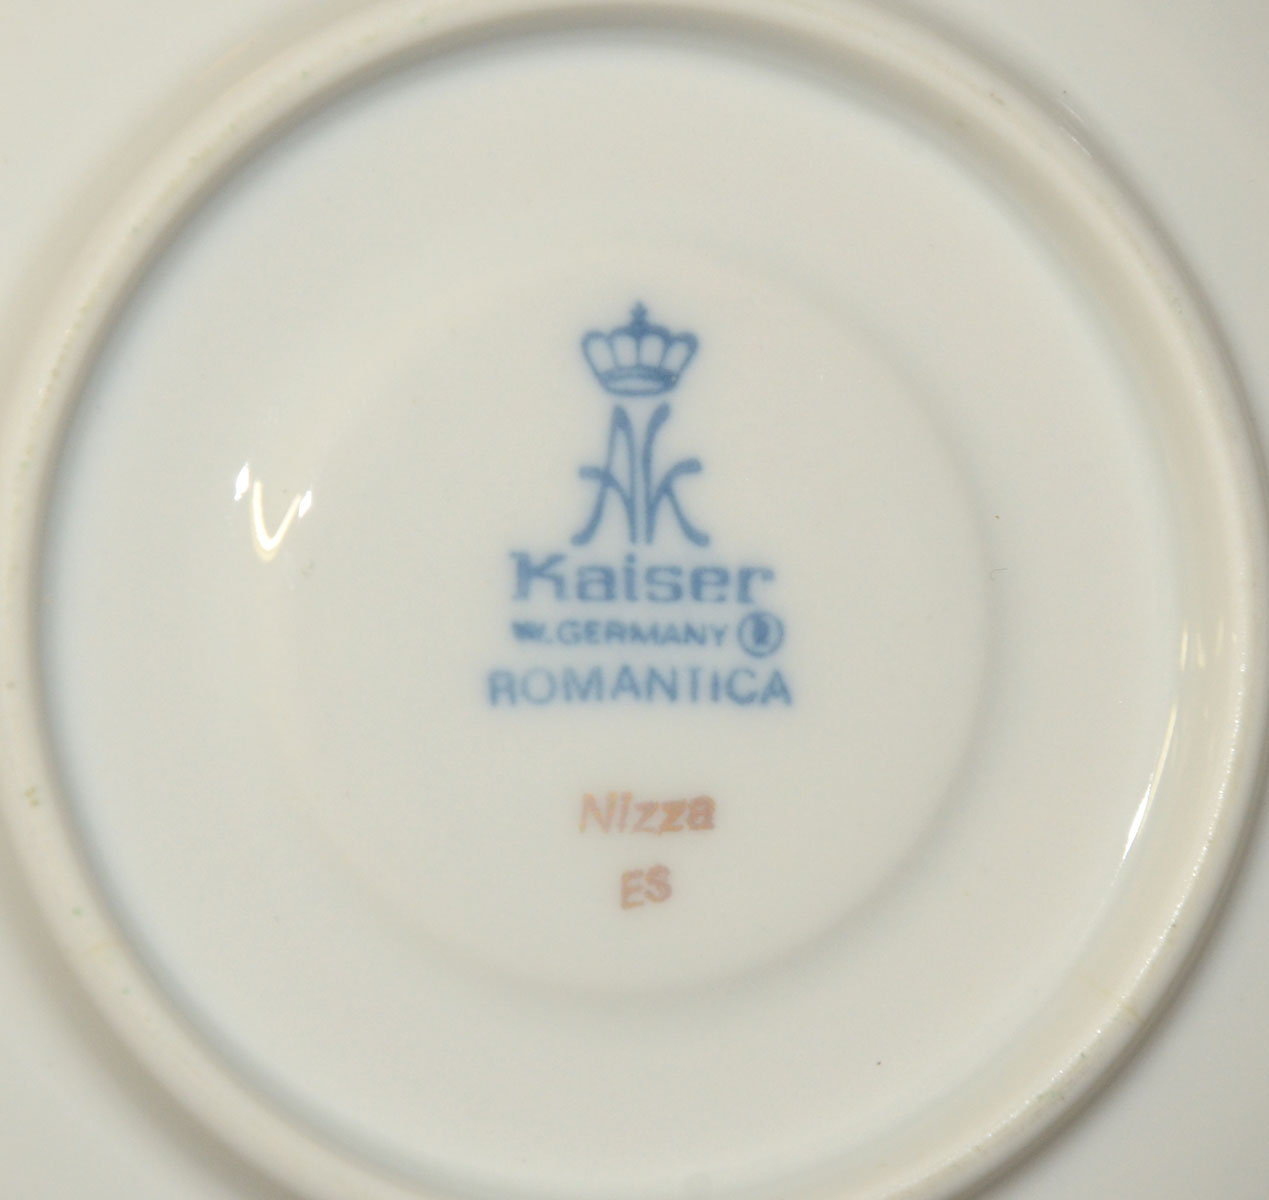 AK
Kaiser
W. GERMANY
ROMANTICA
Nizza
ES